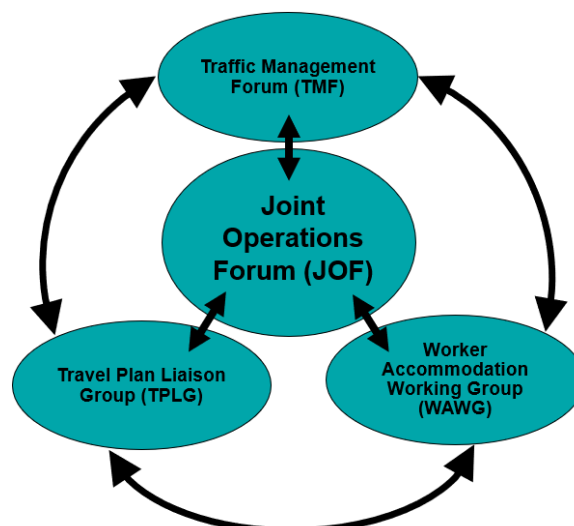 Traffic Management
Forum (TMF)
Joint
Operations
Forum (JOF)
Travel Plan Liaison
Group (TPLG)
Worker
Accommodation
Working Group
(WAWG)